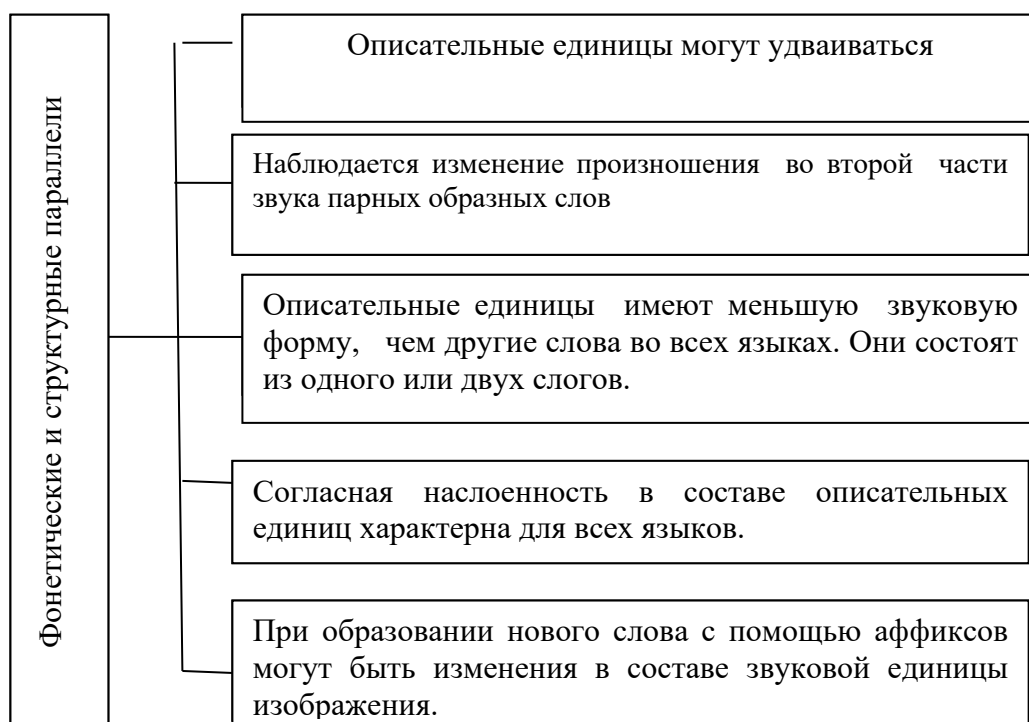 Фонетические и структурные параллели
Описательные единицы могут удваиваться
Наблюдается изменение произношения во второй части
звука парных образных слов
Описательные единицы имеют меньшую звуковую
форму, чем другие слова во всех языках. Они состоят
из одного или двух слогов.
Согласная наслоенность в составе описательных
единиц характерна для всех языков.
При образовании нового слова с помощью аффиксов
могут быть изменения в составе звуковой единицы
изображения.